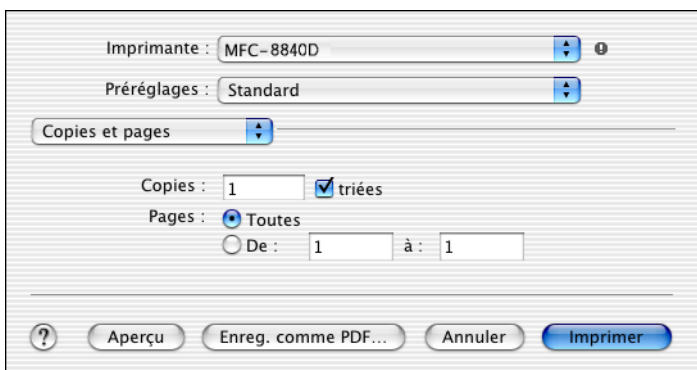 Imprimante : MFC-8840D
Préréglages : Standard
Copies et pages
Copies : 1 triées
Pages : Toutes
De : 1 à : 1
? Aperçu Enreg. comme PDF... Annuler Imprimer